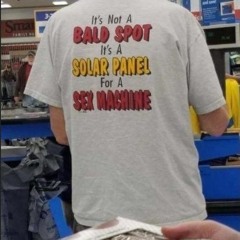 It's Not A
BALD SPOT
It's A
SOLAR PANEL
For A
SEX MACHINE